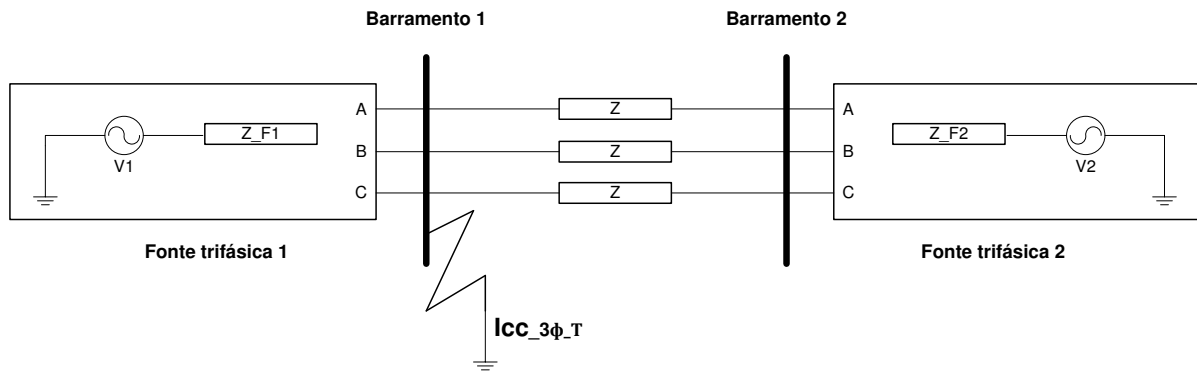 Barramento 1
Barramento 2
A
Z
A
Z_F1
Z_F2
V1
B
Z
B
V2
C
Z
C
Fonte trifásica 1
Fonte trifásica 2
Icc_3ϕ_T